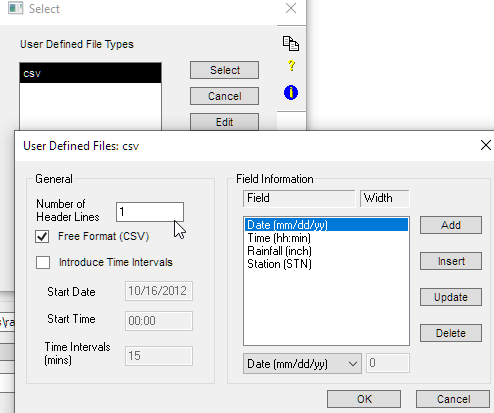 Select
User Defined File Types
csv
Select
Cancel
Edit
?
i
User Defined Files: csv
General
Number of
Header Lines
1
Free Format (CSV)
Introduce Time Intervals
Start Date
10/16/2012
Start Time
00:00
Time Intervals
(mins)
15
Field Information
Field
Width
Date (mm/dd/yy)
Time (hh:min)
Rainfall (inch)
Station (STN)
Add
Insert
Update
Delete
Date (mm/dd/yy)
0
OK
Cancel
s\ra